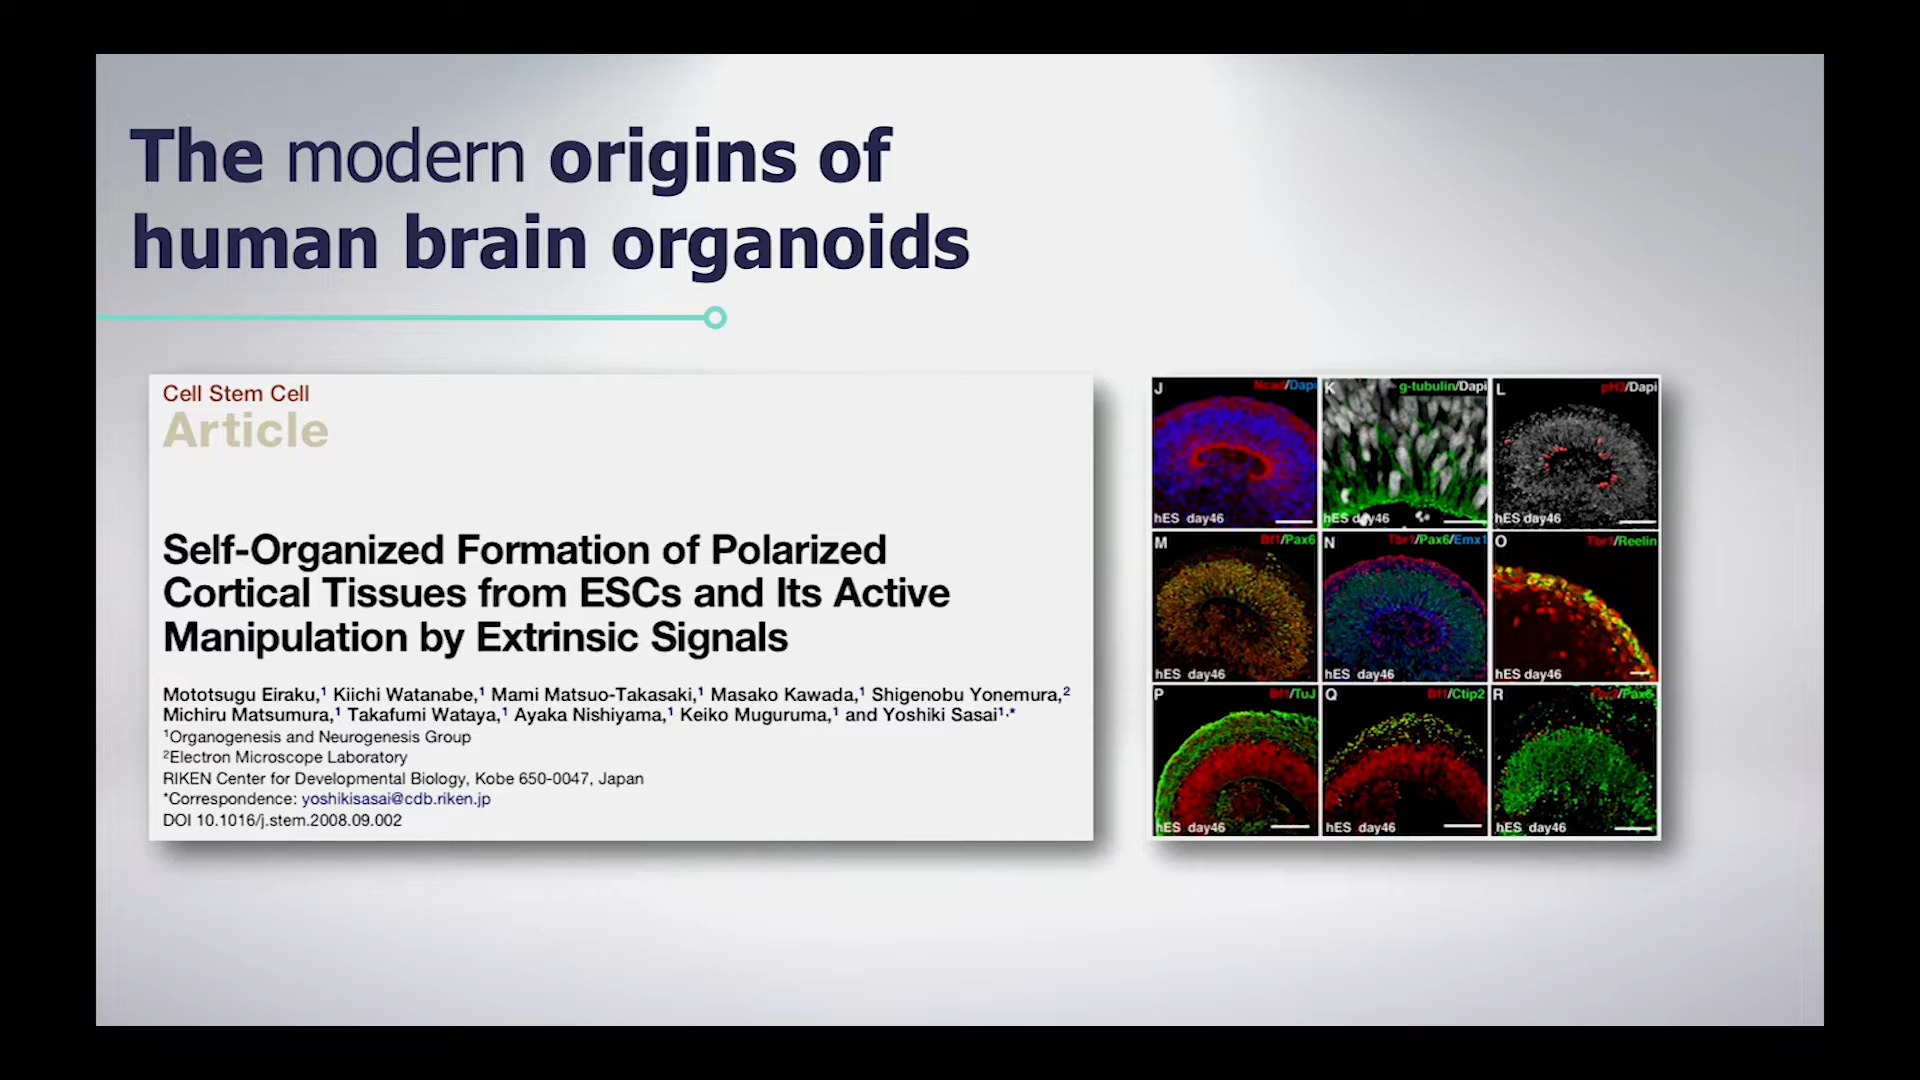 The modern origins of
human brain organoids
Cell Stem Cell
Article
Self-Organized Formation of Polarized
Cortical Tissues from ESCs and Its Active
Manipulation by Extrinsic Signals
Mototsugu Eiraku,¹ Kiichi Watanabe,¹ Mami Matsuo-Takasaki,¹ Masako Kawada,¹ Shigenobu Yonemura,²
Michiru Matsumura,¹ Takafumi Wataya,¹ Ayaka Nishiyama,¹ Keiko Muguruma,¹ and Yoshiki Sasai¹,*
¹Organogenesis and Neurogenesis Group
²Electron Microscope Laboratory
RIKEN Center for Developmental Biology, Kobe 650-0047, Japan
*Correspondence: yoshikisasai@cdb.riken.jp
DOI 10.1016/j.stem.2008.09.002
J Ncad/Dapi
hES day46
K g-tubulin/Dapi
hES day46
L pH3/Dapi
hES day46
M Bf1/Pax6
hES day46
N Tbr1/Pax6/Emx1
hES day46
O Tbr1/Reelin
hES day46
P Bf1/TuJ
hES day46
Q Bf1/Ctip2
hES day46
R /Pax6
hES day46